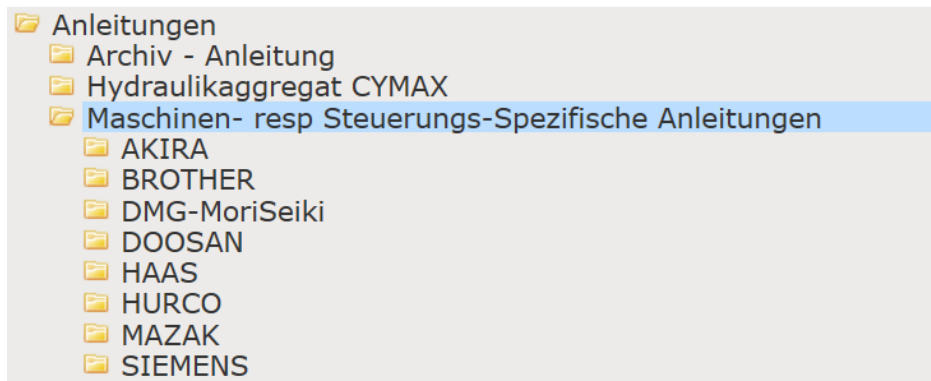 Anleitungen
Archiv - Anleitung
Hydraulikaggregat CYMAX
Maschinen- resp Steuerungs-Spezifische Anleitungen
AKIRA
BROTHER
DMG-MoriSeiki
DOOSAN
HAAS
HURCO
MAZAK
SIEMENS